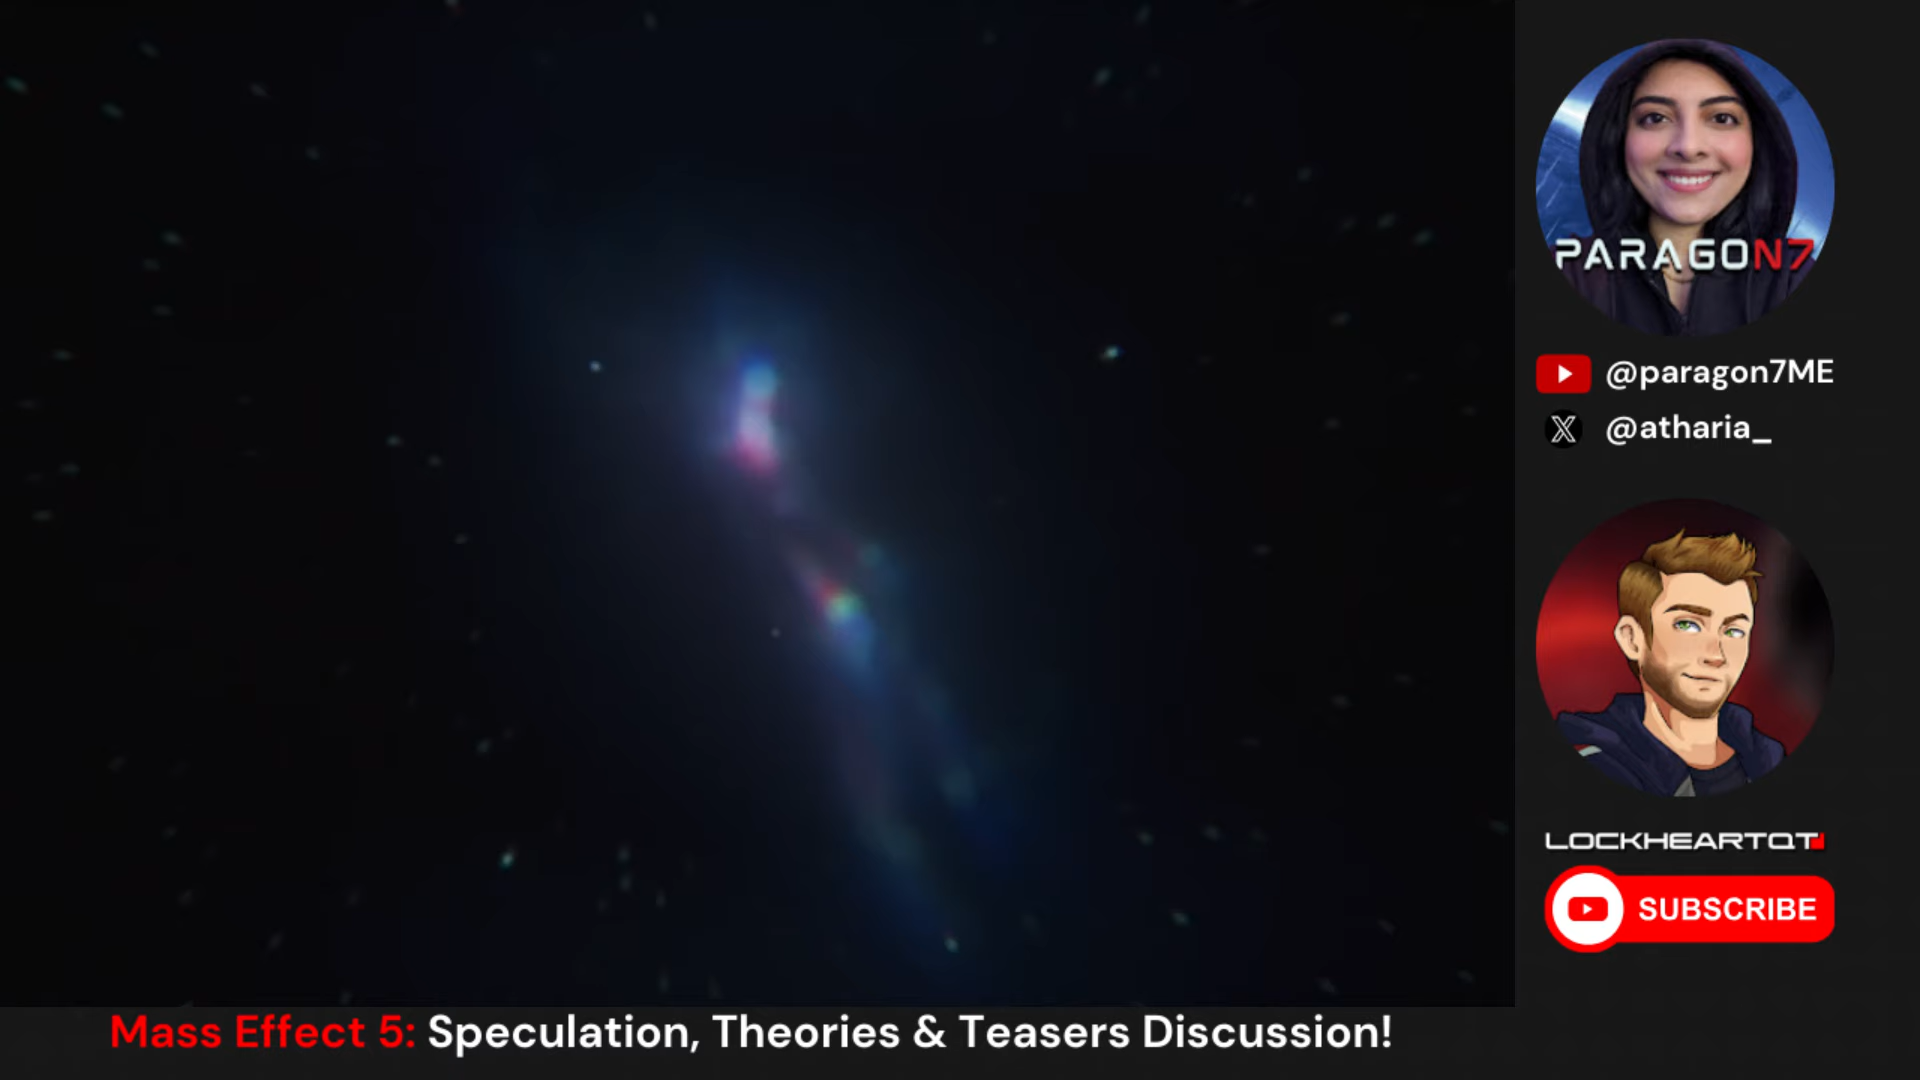 PARAGON7
@paragon7ME
@atharia_
LOCKHEARTQT
SUBSCRIBE
Mass Effect 5: Speculation, Theories & Teasers Discussion!